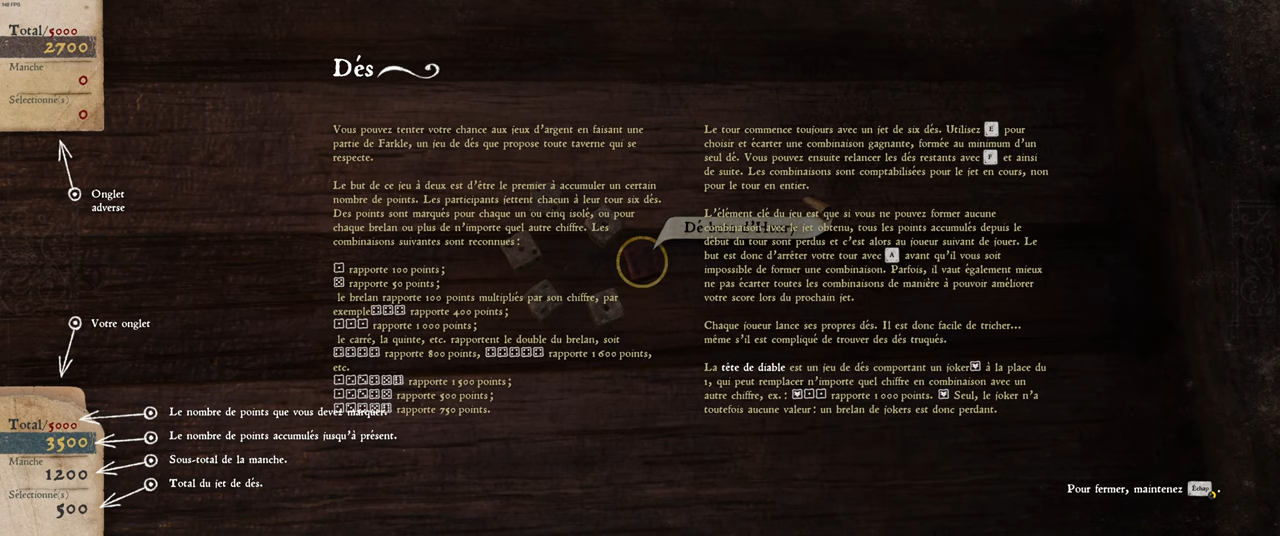 148 FPS
Total/5000
2700
Manche
0
Sélectionné(s)
0
Onglet
adverse
Votre onglet
Dés
Vous pouvez tenter votre chance aux jeux d'argent en faisant une
partie de Farkle, un jeu de dés que propose toute taverne qui se
respecte.
Le but de ce jeu à deux est d'être le premier à accumuler un certain
nombre de points. Les participants jettent chacun à leur tour six dés.
Des points sont marqués pour chaque un ou cinq isolé, ou pour
chaque brelan ou plus de n'importe quel autre chiffre. Les
combinaisons suivantes sont reconnues :
rapporte 100 points ;
rapporte 50 points ;
le brelan rapporte 100 points multipliés par son chiffre, par
exemple rapporte 400 points ;
rapporte 1 000 points ;
le carré, la quinte, etc. rapportent le double du brelan, soit
rapporte 800 points, rapporte 1 600 points,
etc.
rapporte 1 500 points ;
rapporte 500 points ;
rapporte 750 points.
Le tour commence toujours avec un jet de six dés. Utilisez E pour
choisir et écarter une combinaison gagnante, formée au minimum d'un
seul dé. Vous pouvez ensuite relancer les dés restants avec F et ainsi
de suite. Les combinaisons sont comptabilisées pour le jet en cours, non
pour le tour en entier.
L'élément clé du jeu est que si vous ne pouvez former aucune
combinaison avec le jet obtenu, tous les points accumulés depuis le
début du tour sont perdus et c'est alors au joueur suivant de jouer. Le
but est donc d'arrêter votre tour avec A avant qu'il vous soit
impossible de former une combinaison. Parfois, il vaut également mieux
ne pas écarter toutes les combinaisons de manière à pouvoir améliorer
votre score lors du prochain jet.
Chaque joueur lance ses propres dés. Il est donc facile de tricher...
même s'il est compliqué de trouver des dés truqués.
La tête de diable est un jeu de dés comportant un joker à la place du
1, qui peut remplacer n'importe quel chiffre en combinaison avec un
autre chiffre, ex. : rapporte 1 000 points. Seul, le joker n'a
toutefois aucune valeur : un brelan de jokers est donc perdant.
Total/5000
3500
Manche
1200
Sélectionné(s)
500
Le nombre de points que vous devez marquer.
Le nombre de points accumulés jusqu'à présent.
Sous-total de la manche.
Total du jet de dés.
Pour fermer, maintenez Échap .